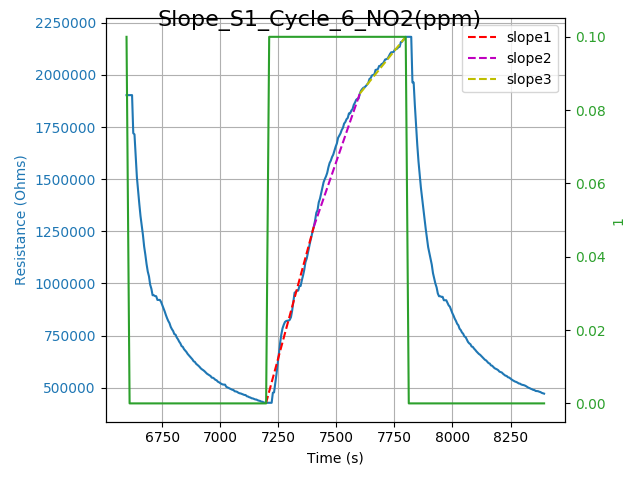 Slope_S1_Cycle_6_NO2(ppm)
slope1
slope2
slope3
Resistance (Ohms)
2250000
2000000
1750000
1500000
1250000
1000000
750000
500000
0.10
0.08
0.06
0.04
0.02
0.00
1
6750 7000 7250 7500 7750 8000 8250
Time (s)